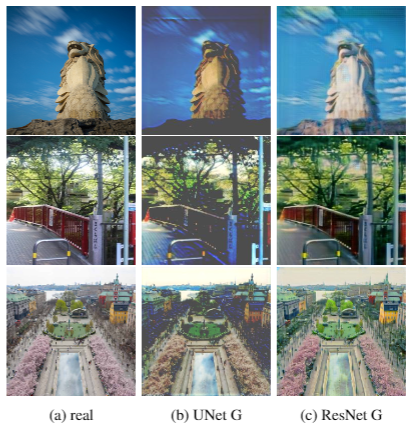 (a) real
(b) UNet G
(c) ResNet G